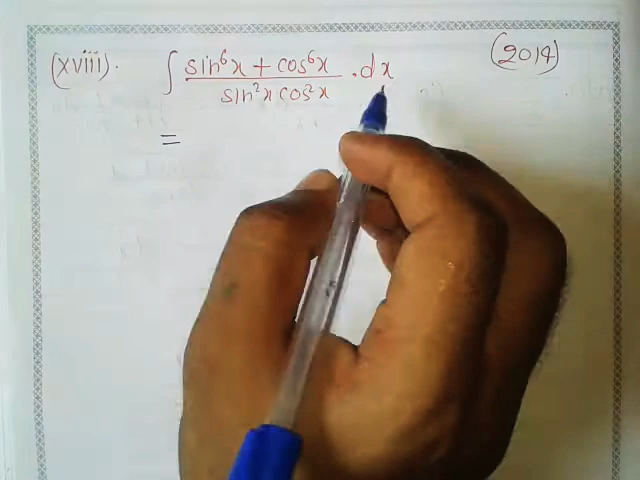 (xviii). ∫ sin⁶x + cos⁶x / sin²x cos²x . dx (2014)
=